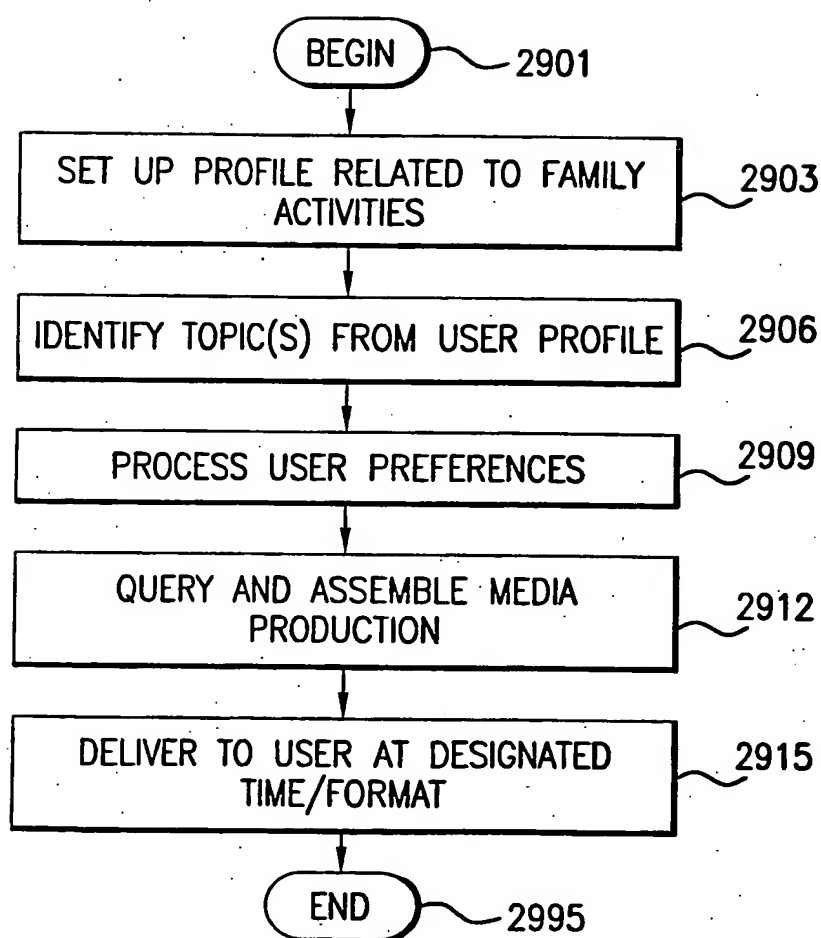 BEGIN
2901
SET UP PROFILE RELATED TO FAMILY
ACTIVITIES
2903
IDENTIFY TOPIC(S) FROM USER PROFILE
2906
PROCESS USER PREFERENCES
2909
QUERY AND ASSEMBLE MEDIA
PRODUCTION
2912
DELIVER TO USER AT DESIGNATED
TIME/FORMAT
2915
END
2995